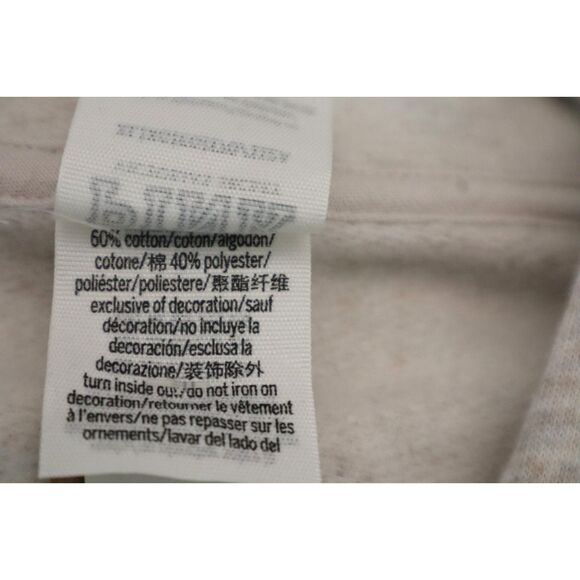 60% cotton/coton/algodon/
cotone/棉 40% polyester/
poliéster/poliestere/聚酯纤维
exclusive of decoration/sauf
décoration/no incluye la
decoración/esclusa la
decorazione/装饰除外
turn inside out/do not iron on
decoration/retourner le vêtement
à l'envers/ne pas repasser sur les
ornements/lavar del lado del